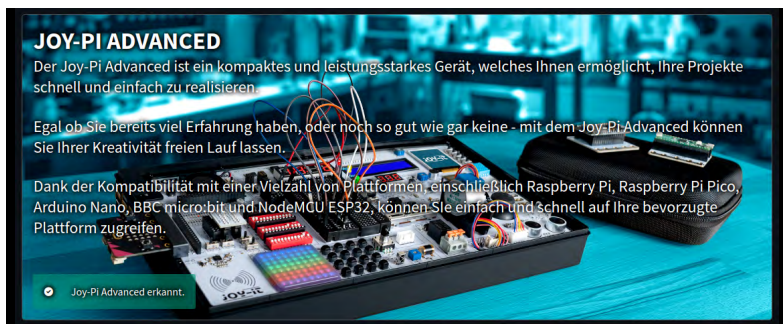 JOY-PI ADVANCED
Der Joy-Pi Advanced ist ein kompaktes und leistungsstarkes Gerät, welches Ihnen ermöglicht, Ihre Projekte
schnell und einfach zu realisieren.
Egal ob Sie bereits viel Erfahrung haben, oder noch so gut wie gar keine - mit dem Joy-Pi Advanced können
Sie Ihrer Kreativität freien Lauf lassen.
Dank der Kompatibilität mit einer Vielzahl von Plattformen, einschließlich Raspberry Pi, Raspberry Pi Pico,
Arduino Nano, BBC micro:bit und NodeMCU ESP32, können Sie einfach und schnell auf Ihre bevorzugte
Plattform zugreifen.
Joy-Pi Advanced erkannt.
JOY-iT